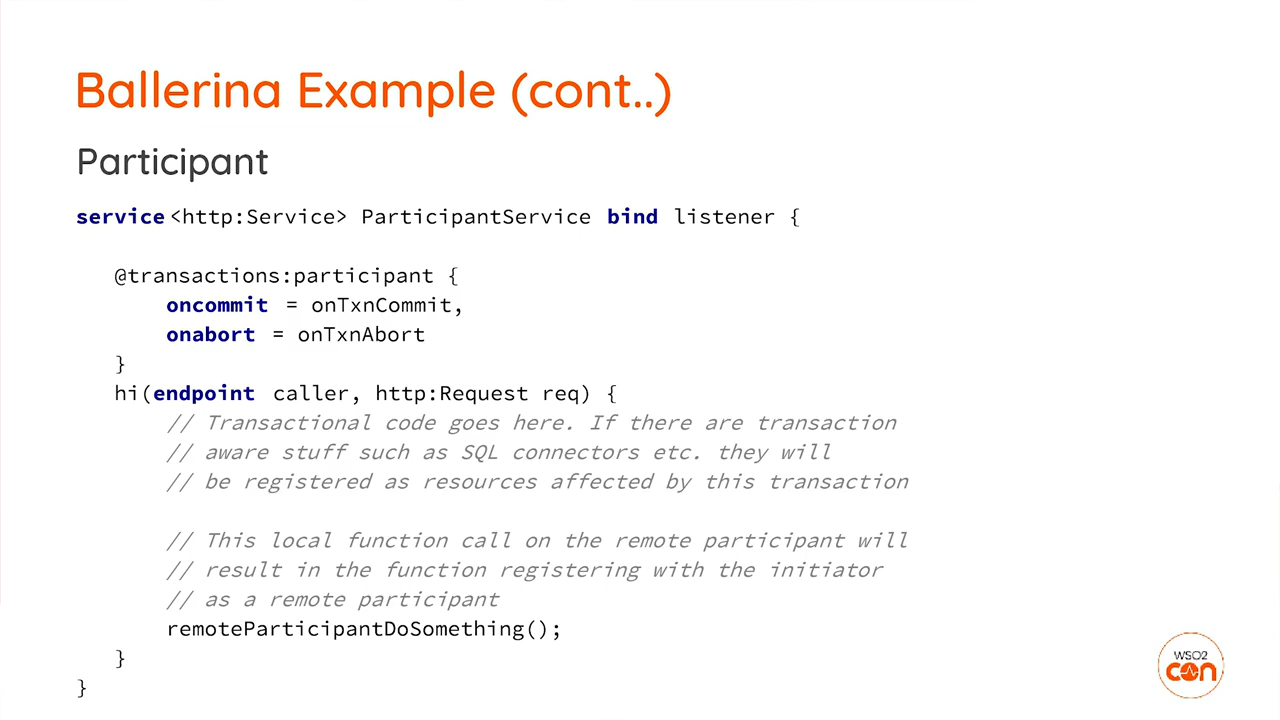 Ballerina Example (cont..)
Participant
service<http:Service> ParticipantService bind listener {
@transactions:participant {
oncommit = onTxnCommit,
onabort = onTxnAbort
}
hi(endpoint caller, http:Request req) {
// Transactional code goes here. If there are transaction
// aware stuff such as SQL connectors etc. they will
// be registered as resources affected by this transaction
// This local function call on the remote participant will
// result in the function registering with the initiator
// as a remote participant
remoteParticipantDoSomething();
}
}
WSO2
con